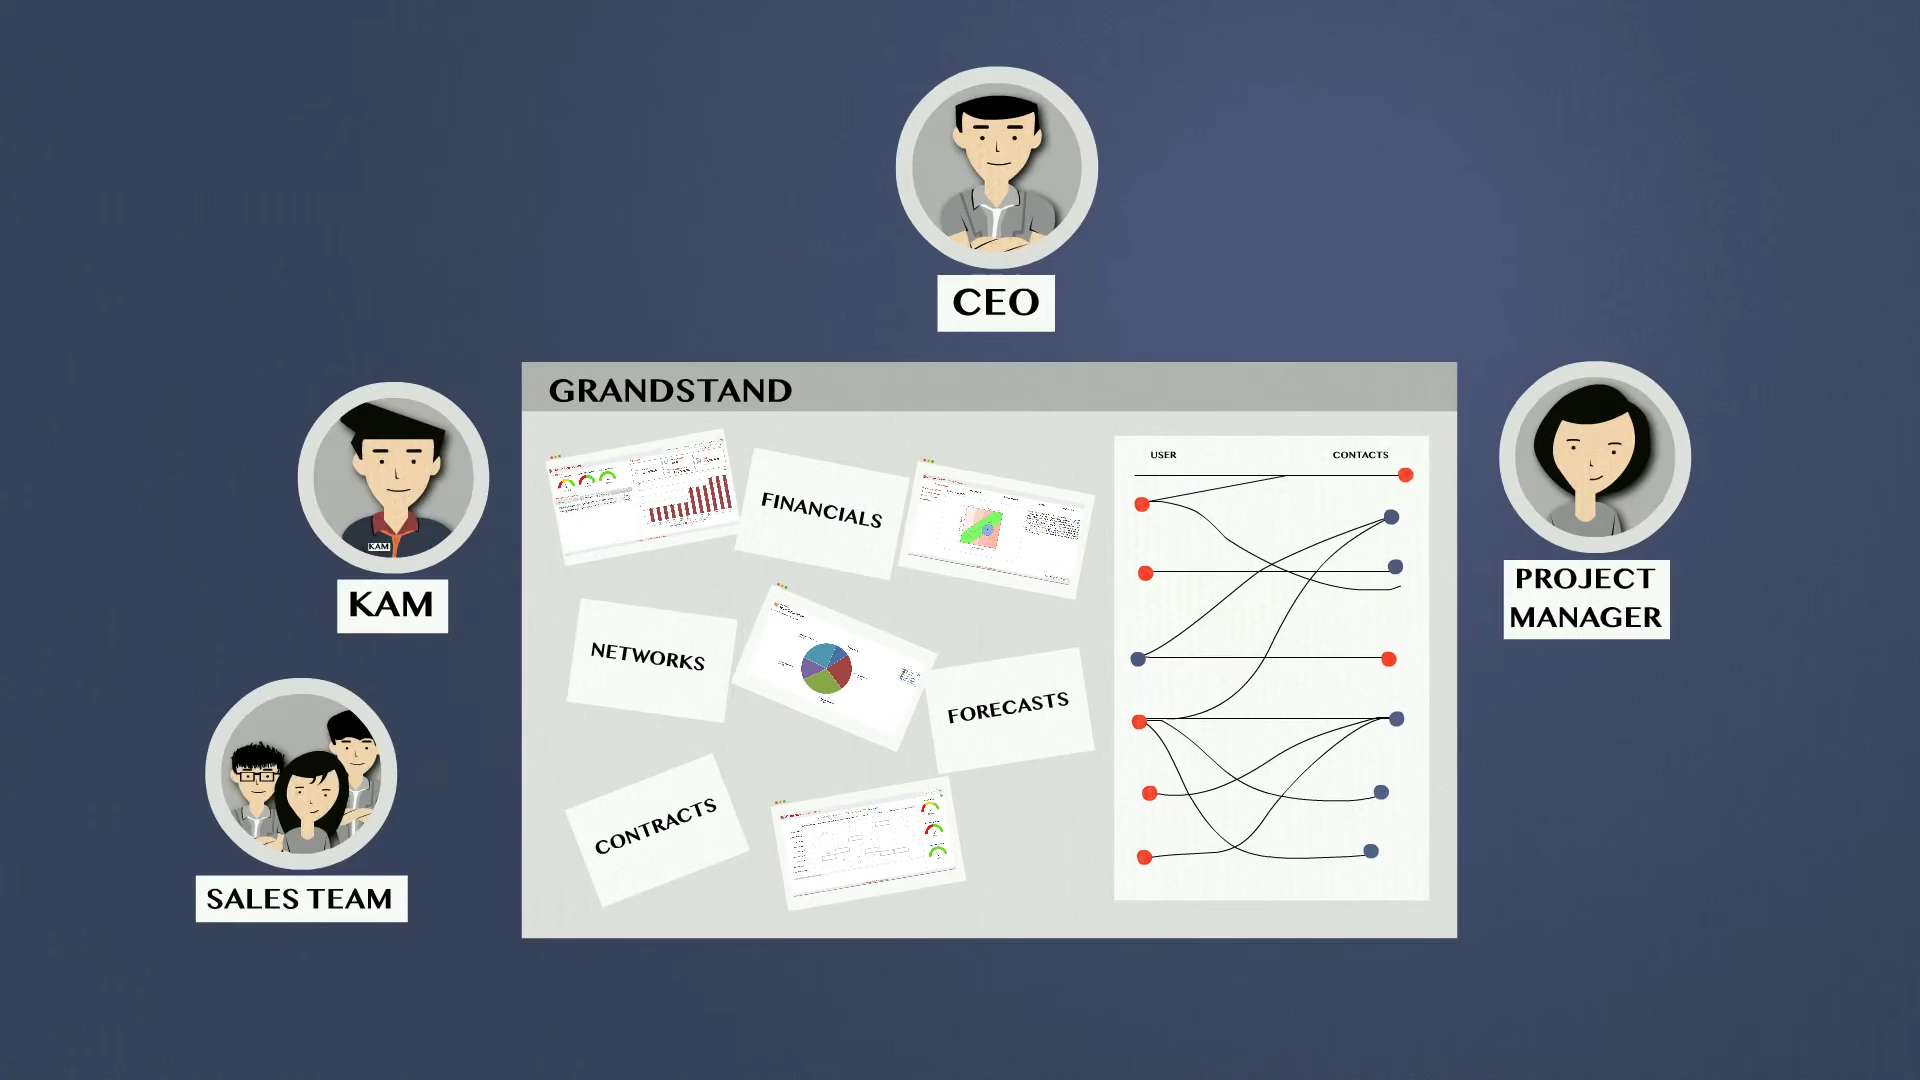 CEO
GRANDSTAND
USER
CONTACTS
FINANCIALS
KAM
KAM
PROJECT
MANAGER
NETWORKS
FORECASTS
CONTRACTS
SALES TEAM